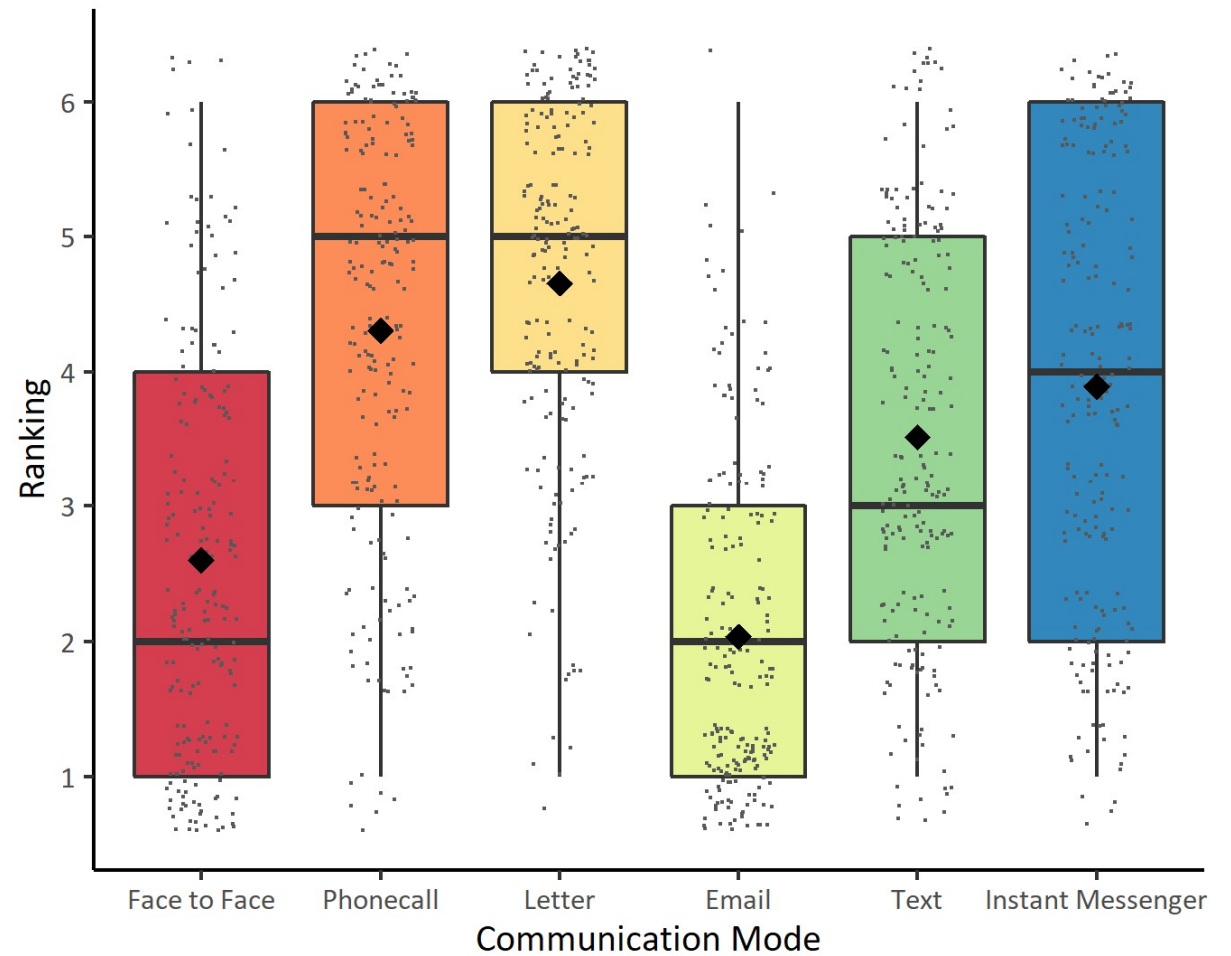 Ranking
6
5
4
3
2
1
Face to Face
Phonecall
Letter
Email
Text
Instant Messenger
Communication Mode